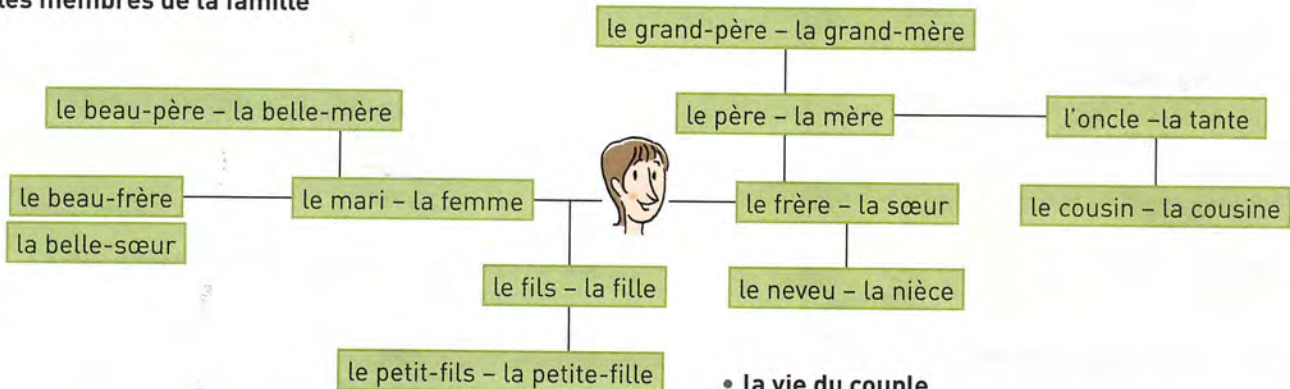 les membres de la famille
le grand-père – la grand-mère
le beau-père – la belle-mère
le père – la mère
l'oncle –la tante
le beau-frère
le mari – la femme
le frère – la sœur
le cousin – la cousine
la belle-sœur
le fils – la fille
le neveu – la nièce
le petit-fils – la petite-fille
• la vie du couple